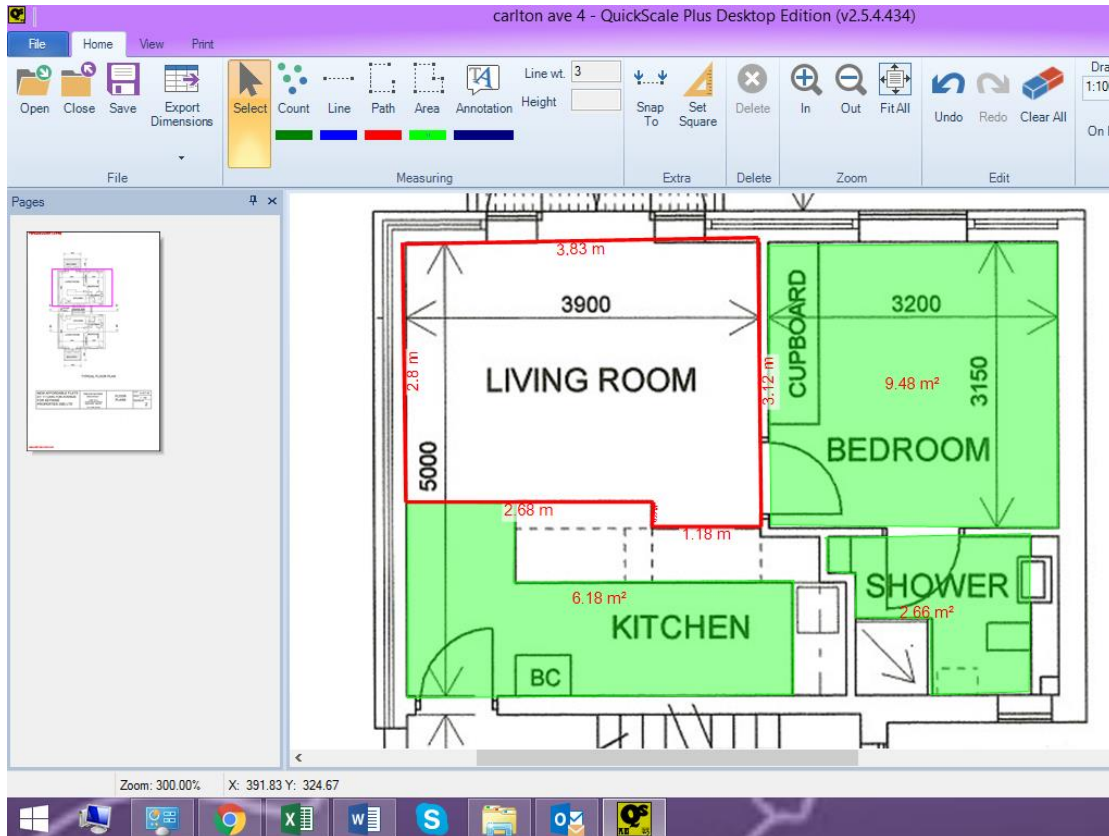 carlton ave 4 - QuickScale Plus Desktop Edition (v2.5.4.434)
File Home View Print
Open Close Save Export Dimensions
Select Count Line Path Area Annotation
Line wt. 3
Height
Snap To
Set Square
Delete
In Out Fit All
Undo Redo Clear All
1:100
File Measuring Extra Delete Zoom Edit
Pages
3.83 m
3900
2.8 m
LIVING ROOM
3.12 m
5000
2.68 m
1.18 m
CUPBOARD
3200
9.48 m²
3150
BEDROOM
SHOWER
2.66 m²
6.18 m²
KITCHEN
BC
Zoom: 300.00% X: 391.83 Y: 324.67